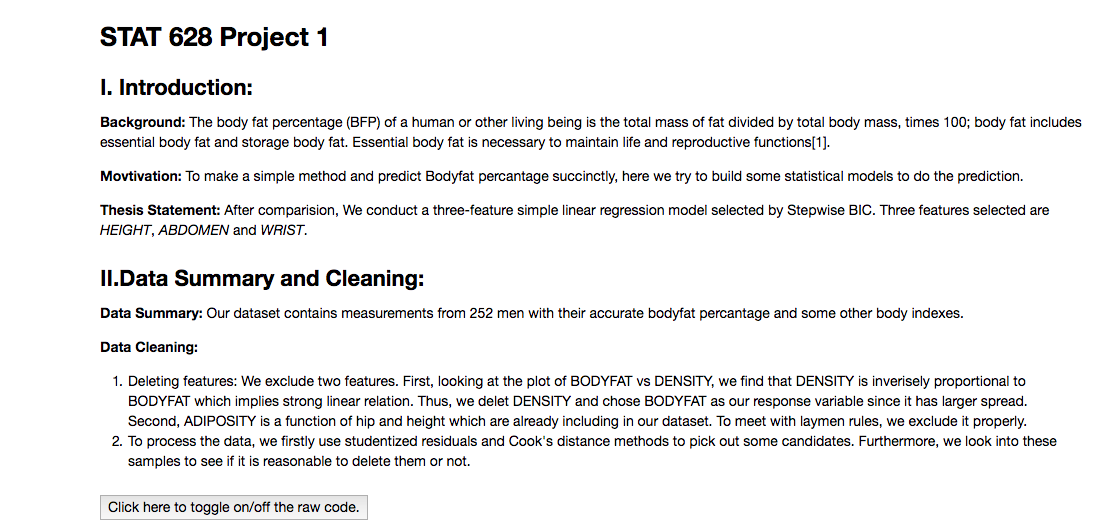 STAT 628 Project 1
I. Introduction:
Background: The body fat percentage (BFP) of a human or other living being is the total mass of fat divided by total body mass, times 100; body fat includes
essential body fat and storage body fat. Essential body fat is necessary to maintain life and reproductive functions[1].
Movtivation: To make a simple method and predict Bodyfat percantage succinctly, here we try to build some statistical models to do the prediction.
Thesis Statement: After comparision, We conduct a three-feature simple linear regression model selected by Stepwise BIC. Three features selected are
HEIGHT, ABDOMEN and WRIST.
II.Data Summary and Cleaning:
Data Summary: Our dataset contains measurements from 252 men with their accurate bodyfat percantage and some other body indexes.
Data Cleaning:
1. Deleting features: We exclude two features. First, looking at the plot of BODYFAT vs DENSITY, we find that DENSITY is inverisely proportional to
BODYFAT which implies strong linear relation. Thus, we delet DENSITY and chose BODYFAT as our response variable since it has larger spread.
Second, ADIPOSITY is a function of hip and height which are already including in our dataset. To meet with laymen rules, we exclude it properly.
2. To process the data, we firstly use studentized residuals and Cook's distance methods to pick out some candidates. Furthermore, we look into these
samples to see if it is reasonable to delete them or not.
Click here to toggle on/off the raw code.